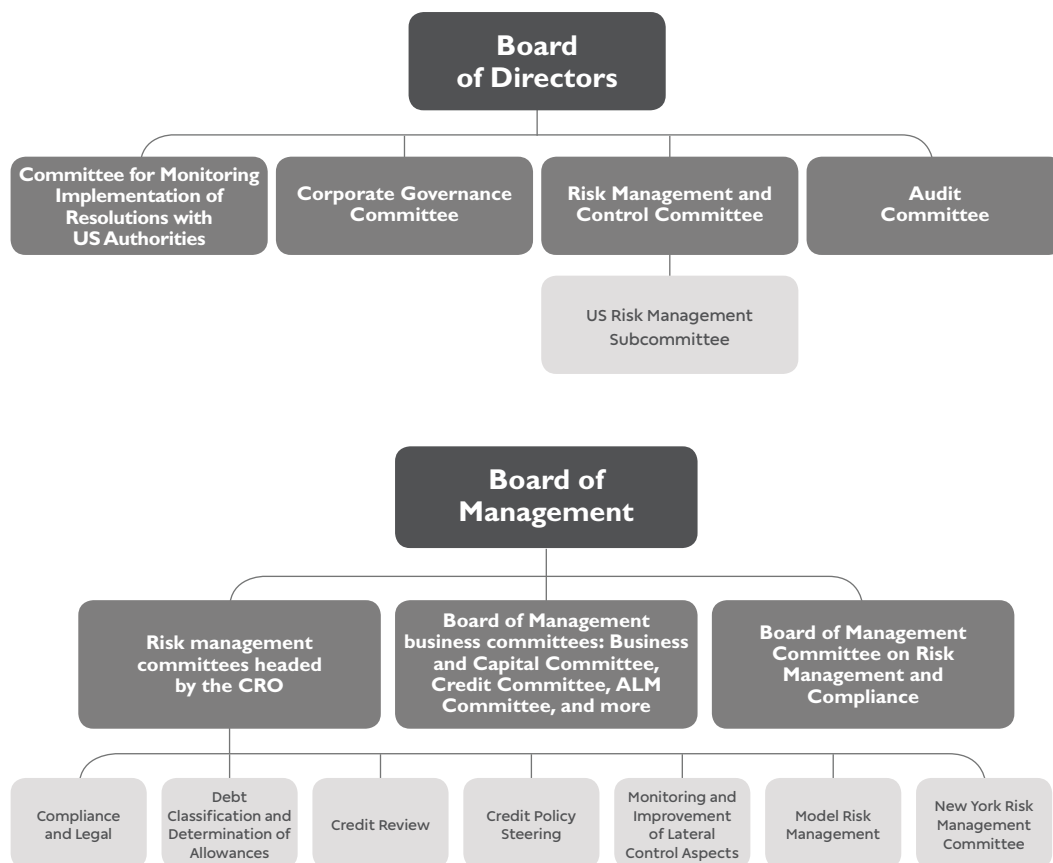 Board
of Directors
Committee for Monitoring
Implementation of
Resolutions with
US Authorities
Corporate Governance
Committee
Risk Management and
Control Committee
Audit
Committee
US Risk Management
Subcommittee
Board of
Management
Risk management
committees headed
by the CRO
Board of Management
business committees: Business
and Capital Committee,
Credit Committee, ALM
Committee, and more
Board of Management
Committee on Risk
Management and
Compliance
Compliance
and Legal
Debt
Classification and
Determination of
Allowances
Credit Review
Credit Policy
Steering
Monitoring and
Improvement
of Lateral
Control Aspects
Model Risk
Management
New York Risk
Management
Committee